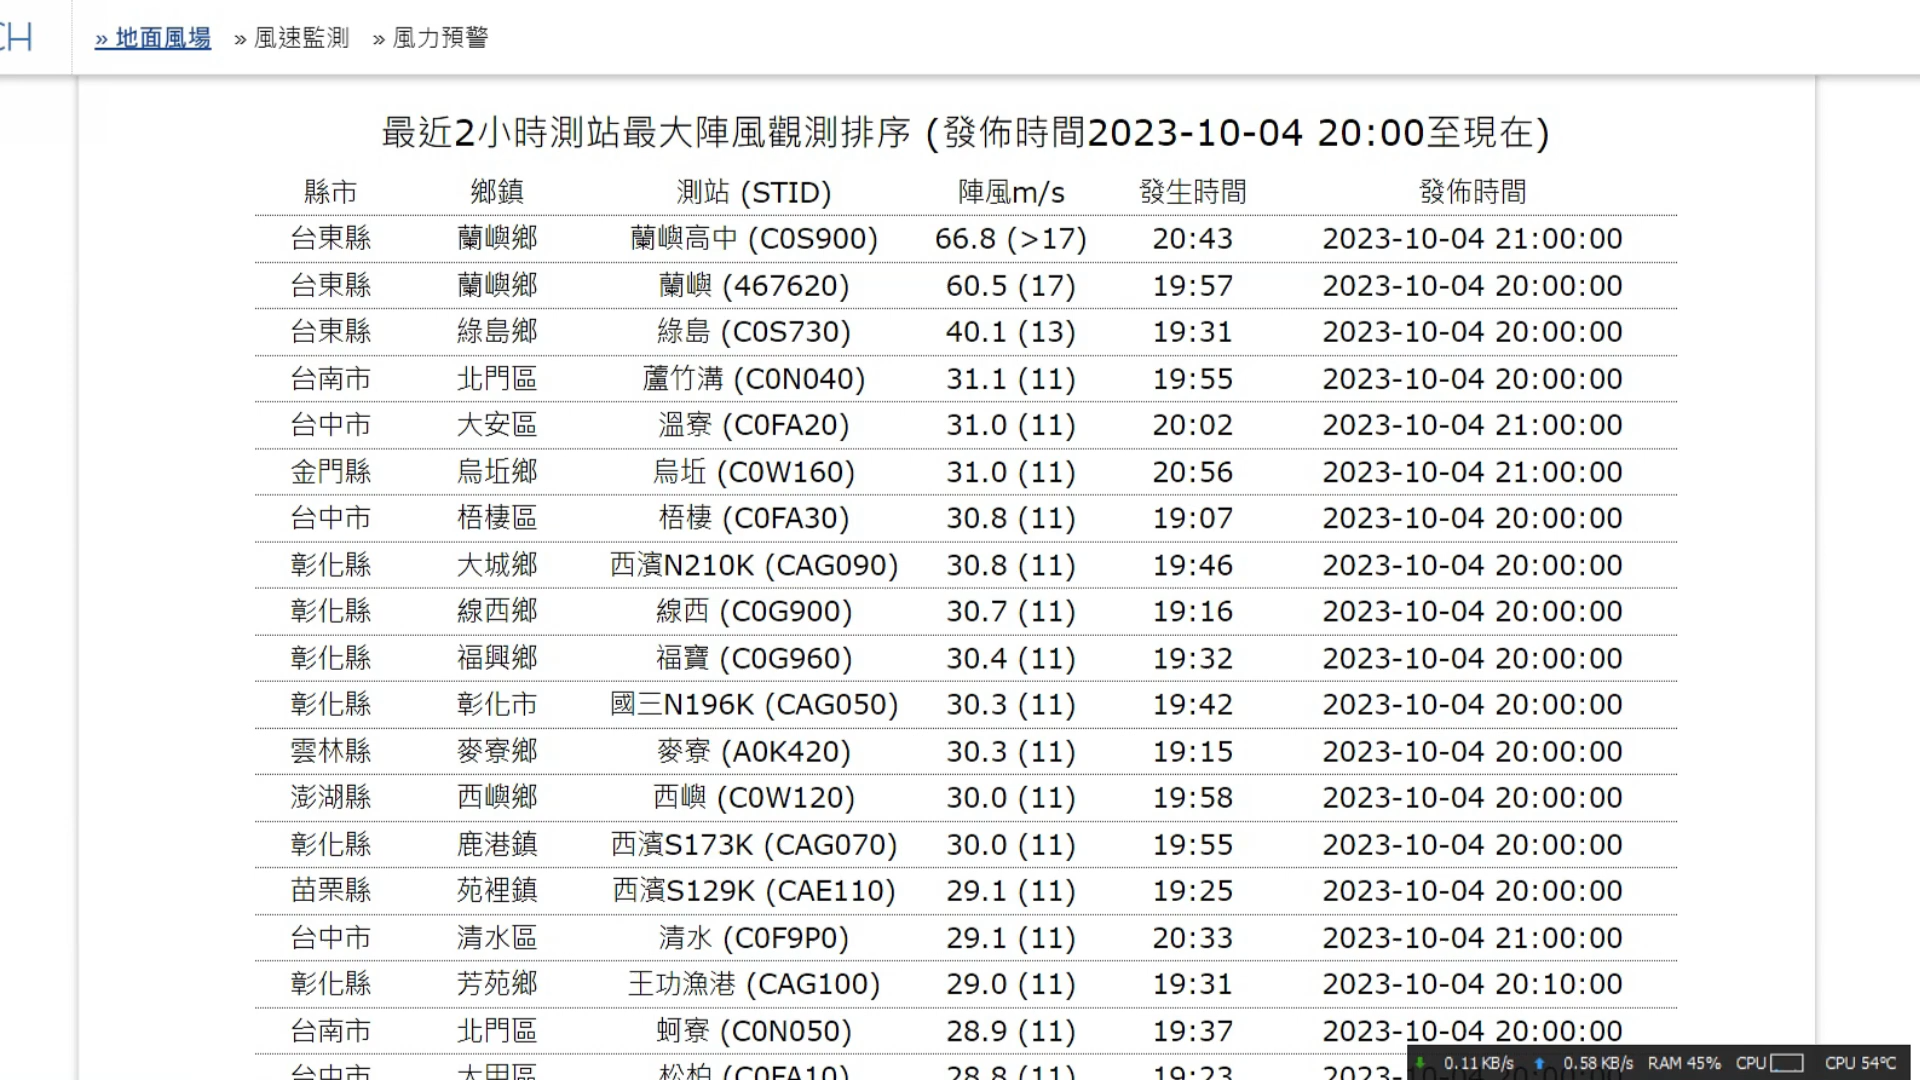 CH » 地面風場 » 風速監測 » 風力預警
最近2小時測站最大陣風觀測排序 (發佈時間2023-10-04 20:00至現在)
縣市 鄉鎮 測站 (STID) 陣風m/s 發生時間 發佈時間
台東縣 蘭嶼鄉 蘭嶼高中 (C0S900) 66.8 (>17) 20:43 2023-10-04 21:00:00
台東縣 蘭嶼鄉 蘭嶼 (467620) 60.5 (17) 19:57 2023-10-04 20:00:00
台東縣 綠島鄉 綠島 (C0S730) 40.1 (13) 19:31 2023-10-04 20:00:00
台南市 北門區 蘆竹溝 (C0N040) 31.1 (11) 19:55 2023-10-04 20:00:00
台中市 大安區 溫寮 (C0FA20) 31.0 (11) 20:02 2023-10-04 21:00:00
金門縣 烏坵鄉 烏坵 (C0W160) 31.0 (11) 20:56 2023-10-04 21:00:00
台中市 梧棲區 梧棲 (C0FA30) 30.8 (11) 19:07 2023-10-04 20:00:00
彰化縣 大城鄉 西濱N210K (CAG090) 30.8 (11) 19:46 2023-10-04 20:00:00
彰化縣 線西鄉 線西 (C0G900) 30.7 (11) 19:16 2023-10-04 20:00:00
彰化縣 福興鄉 福寶 (C0G960) 30.4 (11) 19:32 2023-10-04 20:00:00
彰化縣 彰化市 國三N196K (CAG050) 30.3 (11) 19:42 2023-10-04 20:00:00
雲林縣 麥寮鄉 麥寮 (A0K420) 30.3 (11) 19:15 2023-10-04 20:00:00
澎湖縣 西嶼鄉 西嶼 (C0W120) 30.0 (11) 19:58 2023-10-04 20:00:00
彰化縣 鹿港鎮 西濱S173K (CAG070) 30.0 (11) 19:55 2023-10-04 20:00:00
苗栗縣 苑裡鎮 西濱S129K (CAE110) 29.1 (11) 19:25 2023-10-04 20:00:00
台中市 清水區 清水 (C0F9P0) 29.1 (11) 20:33 2023-10-04 21:00:00
彰化縣 芳苑鄉 王功漁港 (CAG100) 29.0 (11) 19:31 2023-10-04 20:10:00
台南市 北門區 蚵寮 (C0N050) 28.9 (11) 19:37 2023-10-04 20:00:00
台中市 大甲區 松柏 (C0FA10) 28.8 (11) 19:23 2023-
0.11 KB/s 0.58 KB/s RAM 45% CPU CPU 54℃